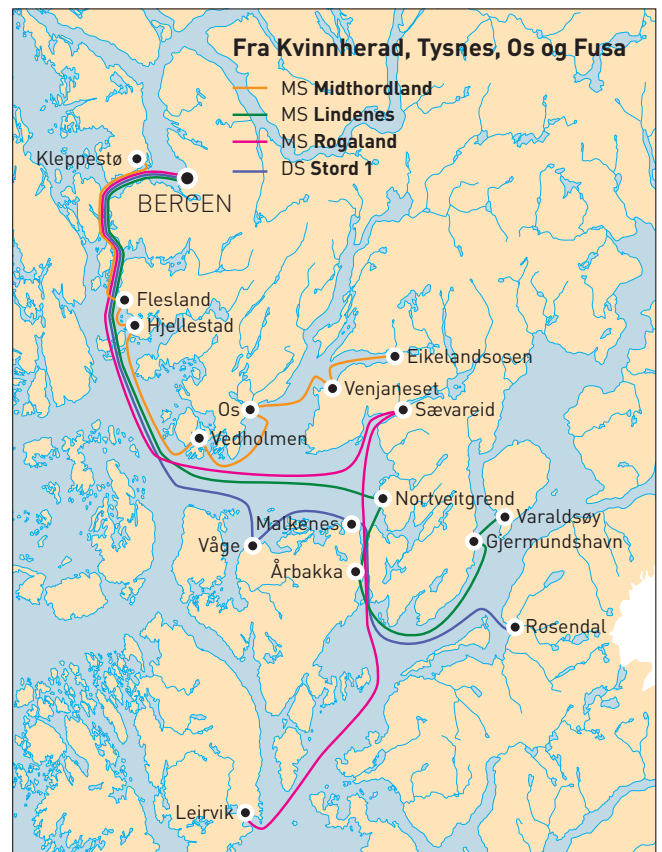 Fra Kvinnherad, Tysnes, Os og Fusa
MS Midthordland
MS Lindenes
MS Rogaland
DS Stord 1
Kleppestø
BERGEN
Flesland
Hjellestad
Eikelandsosen
Venjaneset
Os
Sævareid
Vedholmen
Nortveitgrend
Varaldsøy
Malkenes
Gjermundshavn
Våge
Årbakka
Rosendal
Leirvik